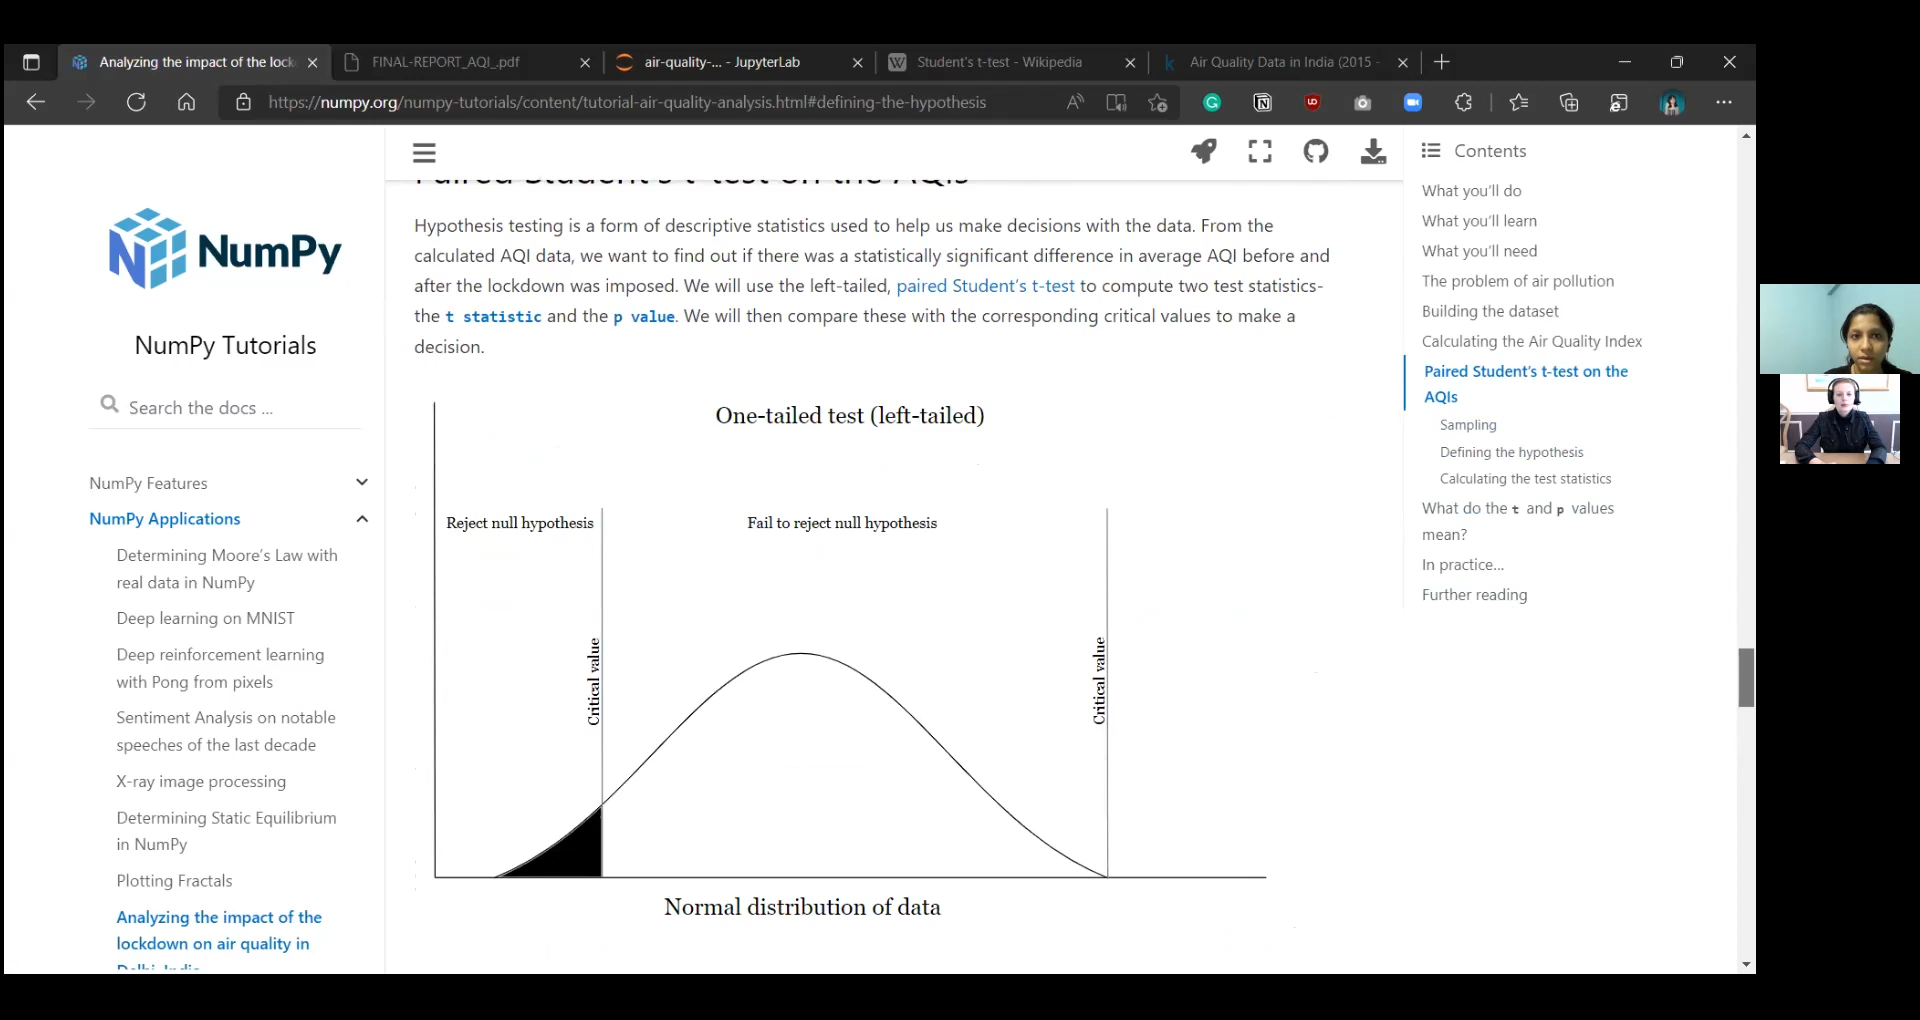 Analyzing the impact of the lock
FINAL-REPORT_AQI_.pdf
air-quality-... - JupyterLab
Student's t-test - Wikipedia
Air Quality Data in India (2015 -
https://numpy.org/numpy-tutorials/content/tutorial-air-quality-analysis.html#defining-the-hypothesis
NumPy
NumPy Tutorials
Search the docs ...
NumPy Features
NumPy Applications
Determining Moore's Law with
real data in NumPy
Deep learning on MNIST
Deep reinforcement learning
with Pong from pixels
Sentiment Analysis on notable
speeches of the last decade
X-ray image processing
Determining Static Equilibrium
in NumPy
Plotting Fractals
Analyzing the impact of the
lockdown on air quality in
Delhi, India
Paired Student's t-test on the AQIs
Hypothesis testing is a form of descriptive statistics used to help us make decisions with the data. From the
calculated AQI data, we want to find out if there was a statistically significant difference in average AQI before and
after the lockdown was imposed. We will use the left-tailed, paired Student's t-test to compute two test statistics-
the t statistic and the p value. We will then compare these with the corresponding critical values to make a
decision.
One-tailed test (left-tailed)
Reject null hypothesis
Fail to reject null hypothesis
Critical value
Critical value
Normal distribution of data
Contents
What you'll do
What you'll learn
What you'll need
The problem of air pollution
Building the dataset
Calculating the Air Quality Index
Paired Student's t-test on the
AQIs
Sampling
Defining the hypothesis
Calculating the test statistics
What do the t and p values
mean?
In practice...
Further reading